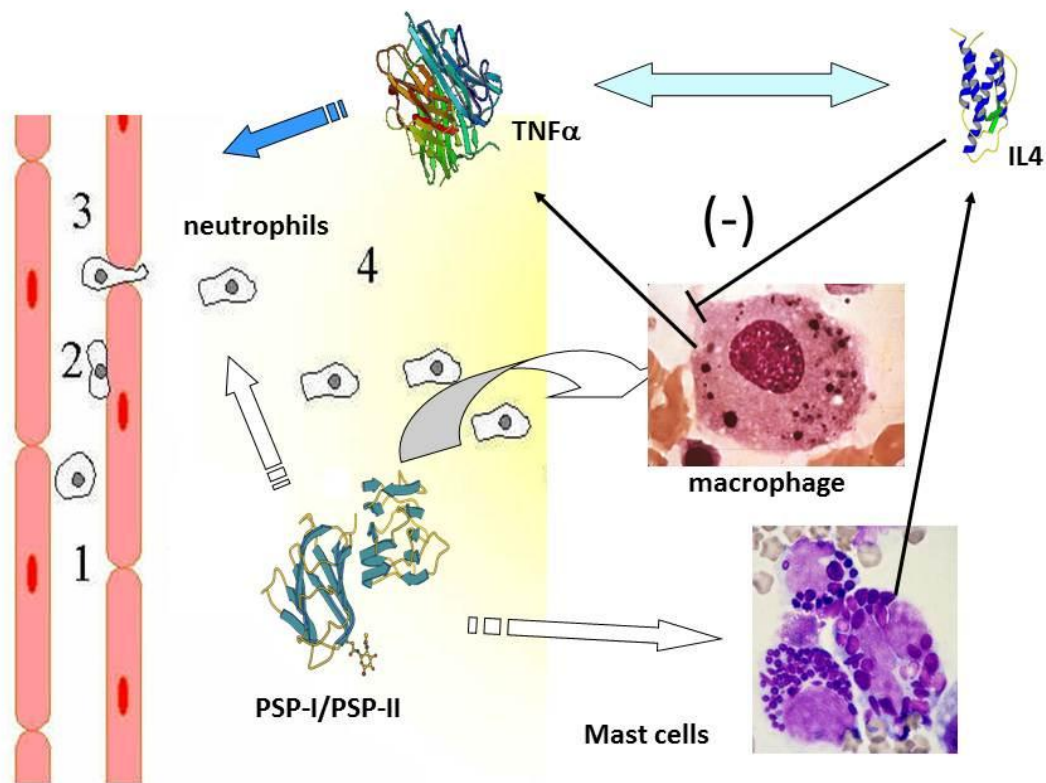 TNFα
IL4
3
neutrophils
4
(-)
2
macrophage
1
PSP-I/PSP-II
Mast cells